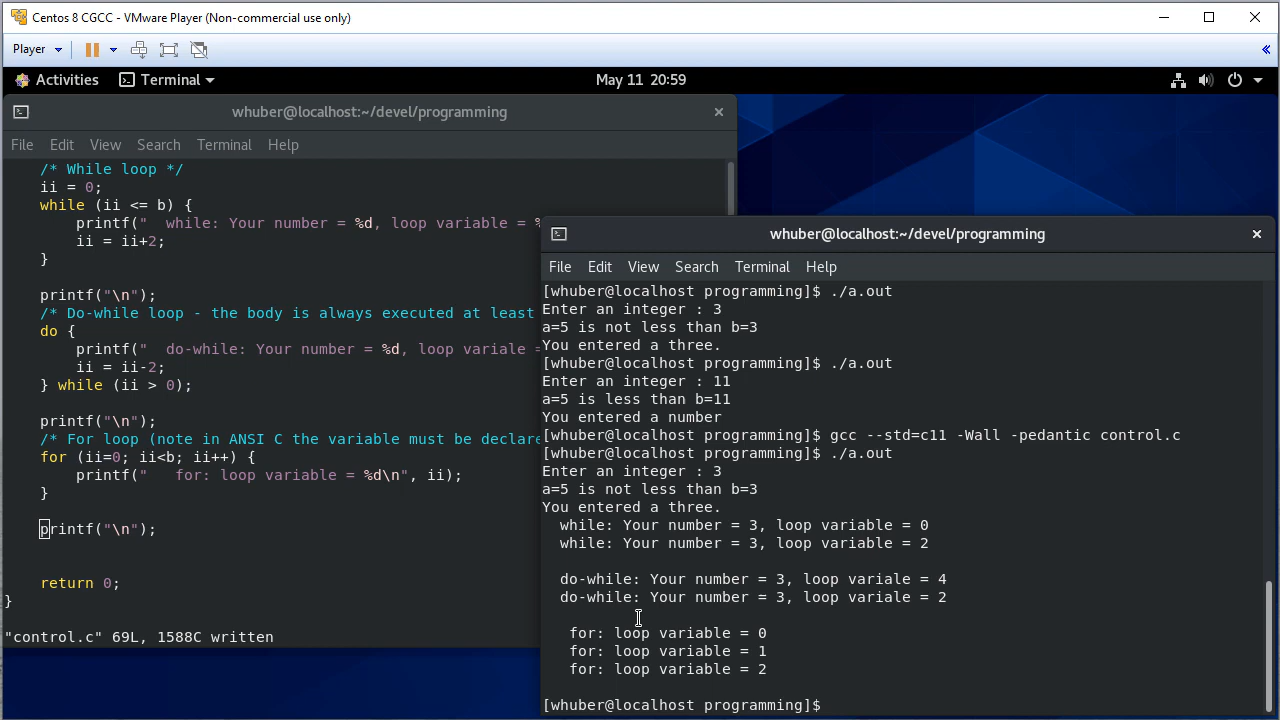 Centos 8 CGCC - VMware Player (Non-commercial use only)
Player
Activities Terminal May 11 20:59
whuber@localhost:~/devel/programming
File Edit View Search Terminal Help
/* While loop */
ii = 0;
while (ii <= b) {
printf("  while: Your number = %d, loop variable = %
ii = ii+2;
}
printf("\n");
/* Do-while loop - the body is always executed at least
do {
printf("  do-while: Your number = %d, loop variale =
ii = ii-2;
} while (ii > 0);
printf("\n");
/* For loop (note in ANSI C the variable must be declare
for (ii=0; ii<b; ii++) {
printf("   for: loop variable = %d\n", ii);
}
printf("\n");
return 0;
}
"control.c" 69L, 1588C written
whuber@localhost:~/devel/programming
File Edit View Search Terminal Help
[whuber@localhost programming]$ ./a.out
Enter an integer : 3
a=5 is not less than b=3
You entered a three.
[whuber@localhost programming]$ ./a.out
Enter an integer : 11
a=5 is less than b=11
You entered a number
[whuber@localhost programming]$ gcc --std=c11 -Wall -pedantic control.c
[whuber@localhost programming]$ ./a.out
Enter an integer : 3
a=5 is not less than b=3
You entered a three.
while: Your number = 3, loop variable = 0
while: Your number = 3, loop variable = 2
do-while: Your number = 3, loop variale = 4
do-while: Your number = 3, loop variale = 2
for: loop variable = 0
for: loop variable = 1
for: loop variable = 2
[whuber@localhost programming]$